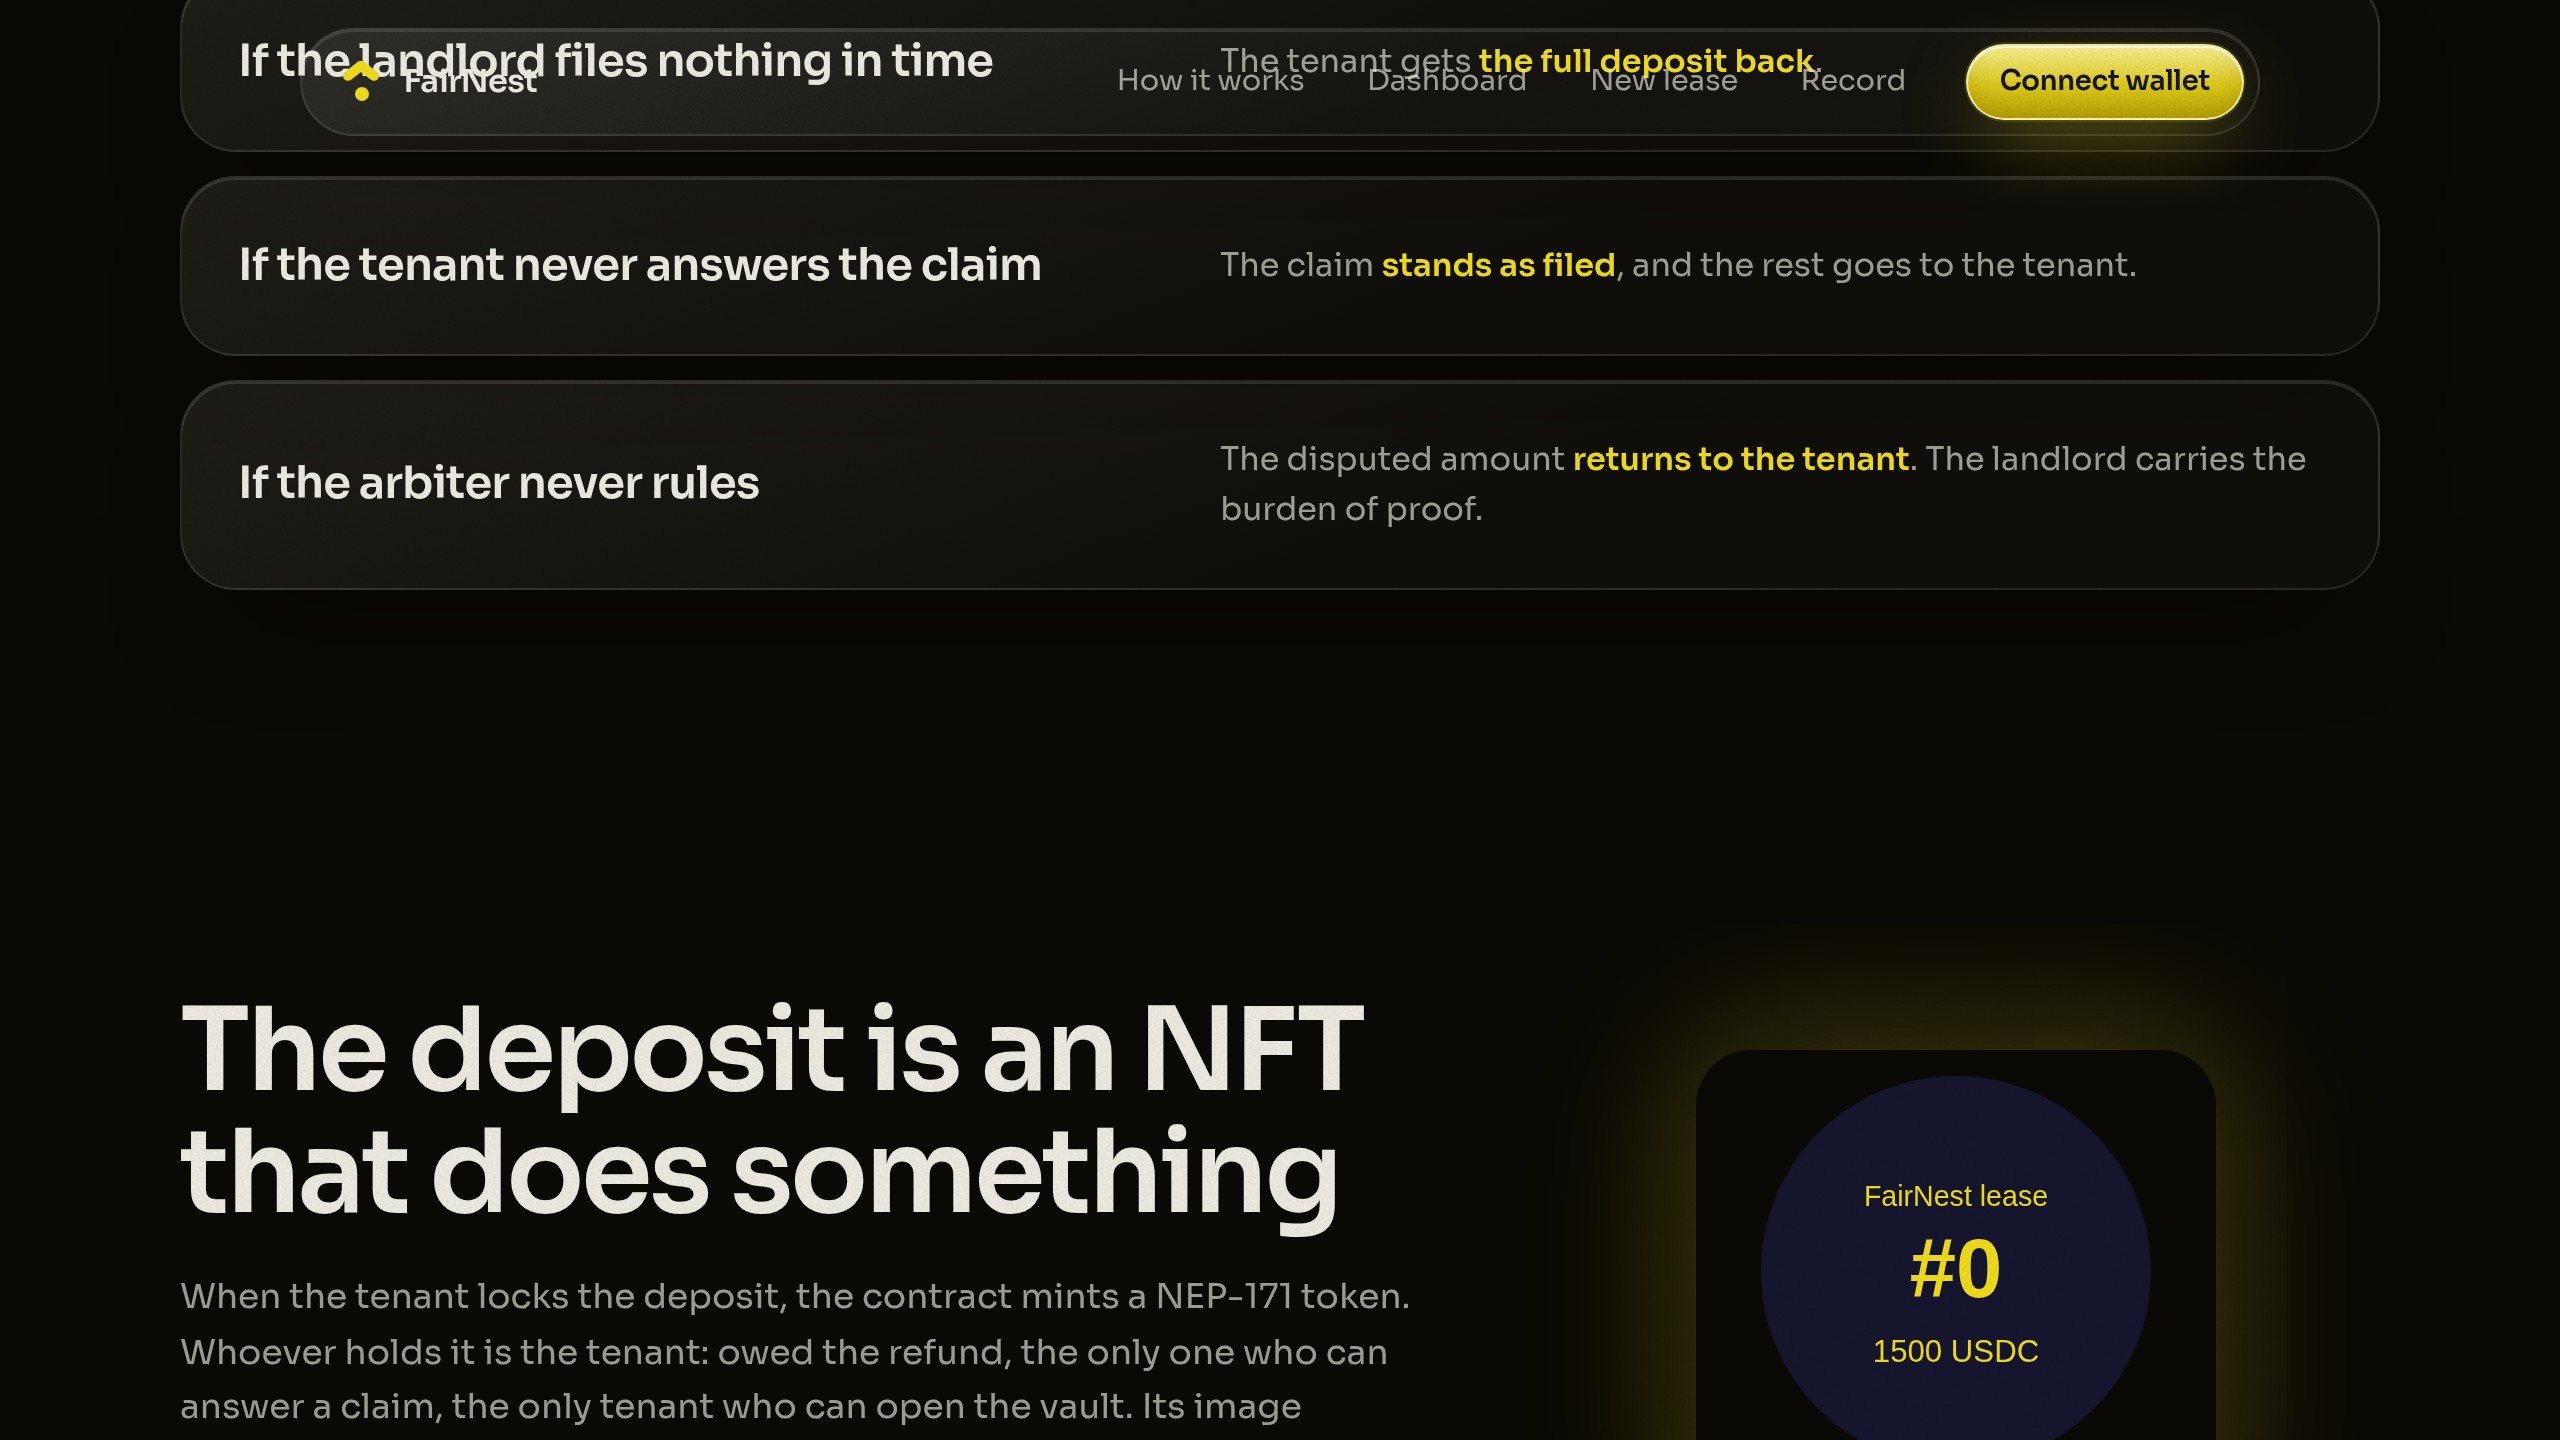 If the landlord files nothing in time
The tenant gets the full deposit back.
FairNest
How it works
Dashboard
New lease
Record
Connect wallet
If the tenant never answers the claim
The claim stands as filed, and the rest goes to the tenant.
If the arbiter never rules
The disputed amount returns to the tenant. The landlord carries the
burden of proof.
The deposit is an NFT
that does something
When the tenant locks the deposit, the contract mints a NEP-171 token.
Whoever holds it is the tenant: owed the refund, the only one who can
answer a claim, the only tenant who can open the vault. Its image
FairNest lease
#0
1500 USDC